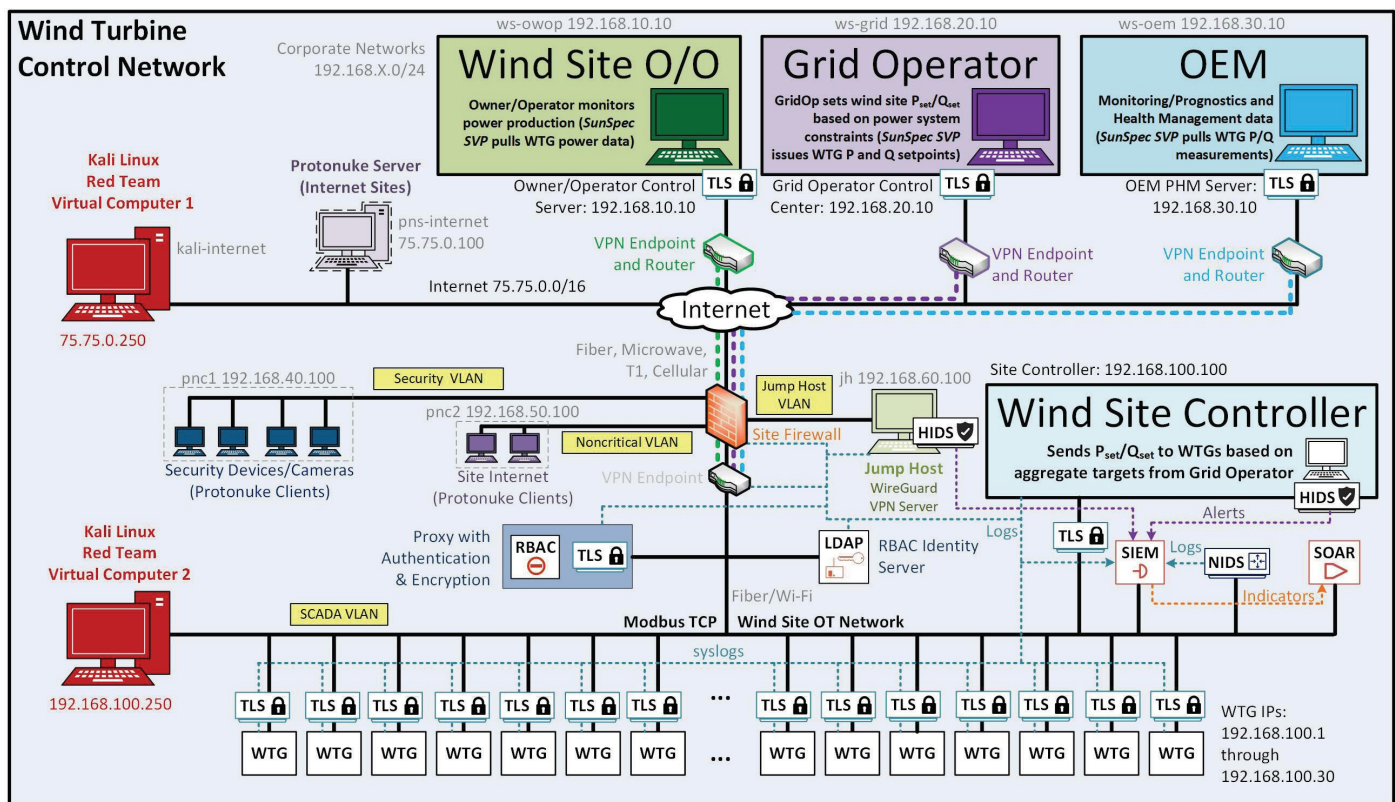 Wind Turbine
Control Network
Corporate Networks
192.168.X.0/24
ws-owop 192.168.10.10
Wind Site O/O
Owner/Operator monitors
power production (SunSpec
SVP pulls WTG power data)
TLS
Owner/Operator Control
Server: 192.168.10.10
VPN Endpoint
and Router
ws-grid 192.168.20.10
Grid Operator
GridOp sets wind site Pset/Qset
based on power system
constraints (SunSpec SVP
issues WTG P and Q setpoints)
TLS
Grid Operator Control
Center: 192.168.20.10
VPN Endpoint
and Router
ws-oem 192.168.30.10
OEM
Monitoring/Prognostics and
Health Management data
(SunSpec SVP pulls WTG P/Q
measurements)
TLS
OEM PHM Server:
192.168.30.10
VPN Endpoint
and Router
Kali Linux
Red Team
Virtual Computer 1
kali-internet
75.75.0.250
Protonuke Server
(Internet Sites)
pns-internet
75.75.0.100
Internet 75.75.0.0/16
Internet
Fiber, Microwave,
T1, Cellular
pnc1 192.168.40.100
Security VLAN
Security Devices/Cameras
(Protonuke Clients)
pnc2 192.168.50.100
Noncritical VLAN
Site Internet
(Protonuke Clients)
Jump Host
VLAN
jh 192.168.60.100
Site Firewall
HIDS
Jump Host
WireGuard
VPN Server
VPN Endpoint
Site Controller: 192.168.100.100
Wind Site Controller
Sends Pset/Qset to WTGs based on
aggregate targets from Grid Operator
HIDS
Alerts
TLS
Logs
SIEM
Logs
NIDS
SOAR
Indicators
Proxy with
Authentication
& Encryption
RBAC
TLS
LDAP
RBAC Identity
Server
Fiber/Wi-Fi
Kali Linux
Red Team
Virtual Computer 2
192.168.100.250
SCADA VLAN
Modbus TCP
Wind Site OT Network
syslogs
TLS TLS TLS TLS TLS TLS TLS ... TLS TLS TLS TLS TLS TLS TLS
WTG WTG WTG WTG WTG WTG WTG ... WTG WTG WTG WTG WTG WTG WTG
WTG IPs:
192.168.100.1
through
192.168.100.30